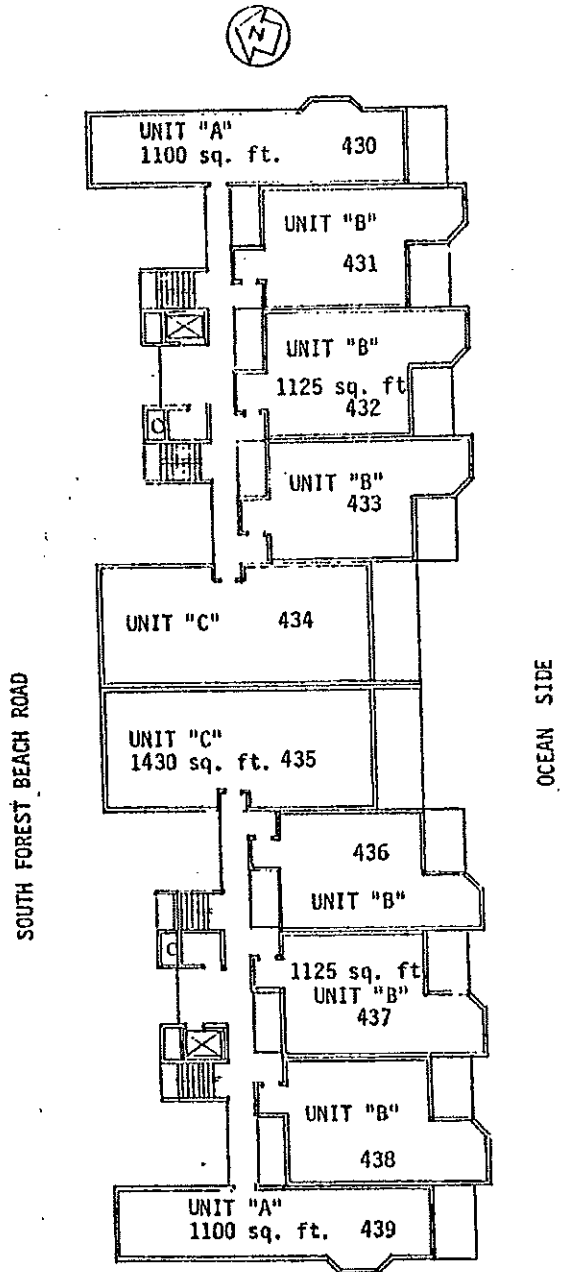 N
UNIT "A"
1100 sq. ft. 430
UNIT "B"
431
UNIT "B"
1125 sq. ft
432
UNIT "B"
433
UNIT "C" 434
UNIT "C"
1430 sq. ft. 435
436
UNIT "B"
1125 sq. ft
UNIT "B"
437
UNIT "B"
438
UNIT "A"
1100 sq. ft. 439
SOUTH FOREST BEACH ROAD
OCEAN SIDE
C
C